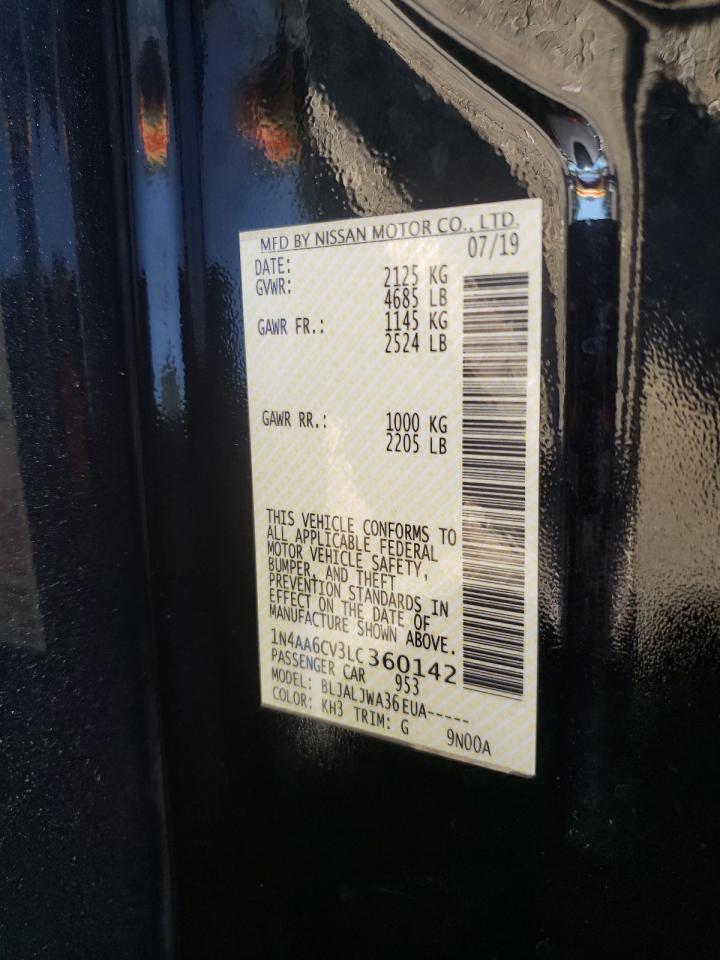 MFD BY NISSAN MOTOR CO., LTD.
DATE: 07/19
GVWR: 2125 KG
4685 LB
GAWR FR.: 1145 KG
2524 LB
GAWR RR.: 1000 KG
2205 LB
THIS VEHICLE CONFORMS TO
ALL APPLICABLE FEDERAL
MOTOR VEHICLE SAFETY,
BUMPER, AND THEFT
PREVENTION STANDARDS IN
EFFECT ON THE DATE OF
MANUFACTURE SHOWN ABOVE.
1N4AA6CV3LC360142
PASSENGER CAR 953
MODEL: BLJALJWA36EUA-----
COLOR: KH3 TRIM: G 9N00A